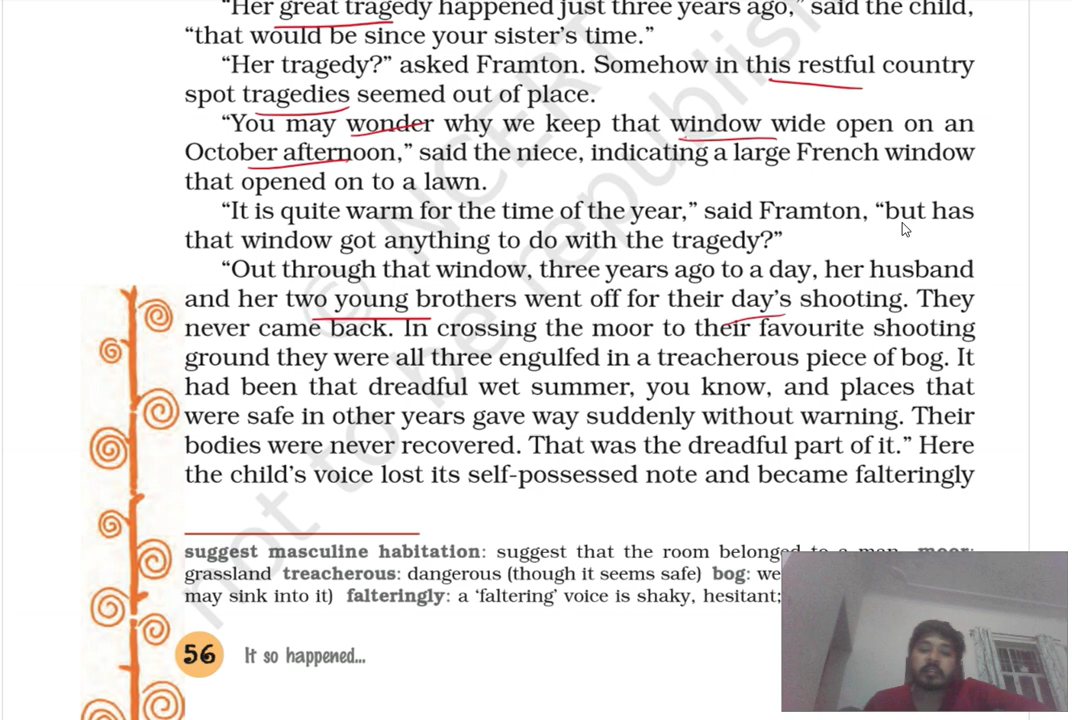 “Her great tragedy happened just three years ago,” said the child,
“that would be since your sister’s time.”
“Her tragedy?” asked Framton. Somehow in this restful country
spot tragedies seemed out of place.
“You may wonder why we keep that window wide open on an
October afternoon,” said the niece, indicating a large French window
that opened on to a lawn.
“It is quite warm for the time of the year,” said Framton, “but has
that window got anything to do with the tragedy?”
“Out through that window, three years ago to a day, her husband
and her two young brothers went off for their day’s shooting. They
never came back. In crossing the moor to their favourite shooting
ground they were all three engulfed in a treacherous piece of bog. It
had been that dreadful wet summer, you know, and places that
were safe in other years gave way suddenly without warning. Their
bodies were never recovered. That was the dreadful part of it.” Here
the child’s voice lost its self-possessed note and became falteringly
suggest masculine habitation: suggest that the room belonged to a man moor:
grassland treacherous: dangerous (though it seems safe) bog: we
may sink into it) falteringly: a ‘faltering’ voice is shaky, hesitant;
56 It so happened...
© NCERT
not to be republish